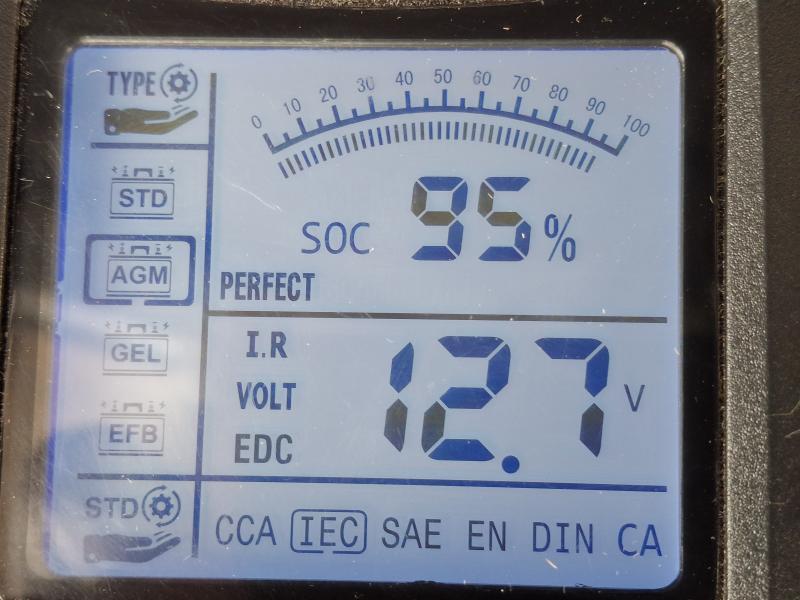 TYPE
STD
AGM
GEL
EFB
STD
0 10 20 30 40 50 60 70 80 90 100
SOC 95%
PERFECT
I.R
VOLT
EDC
12.7 V
CCA IEC SAE EN DIN CA